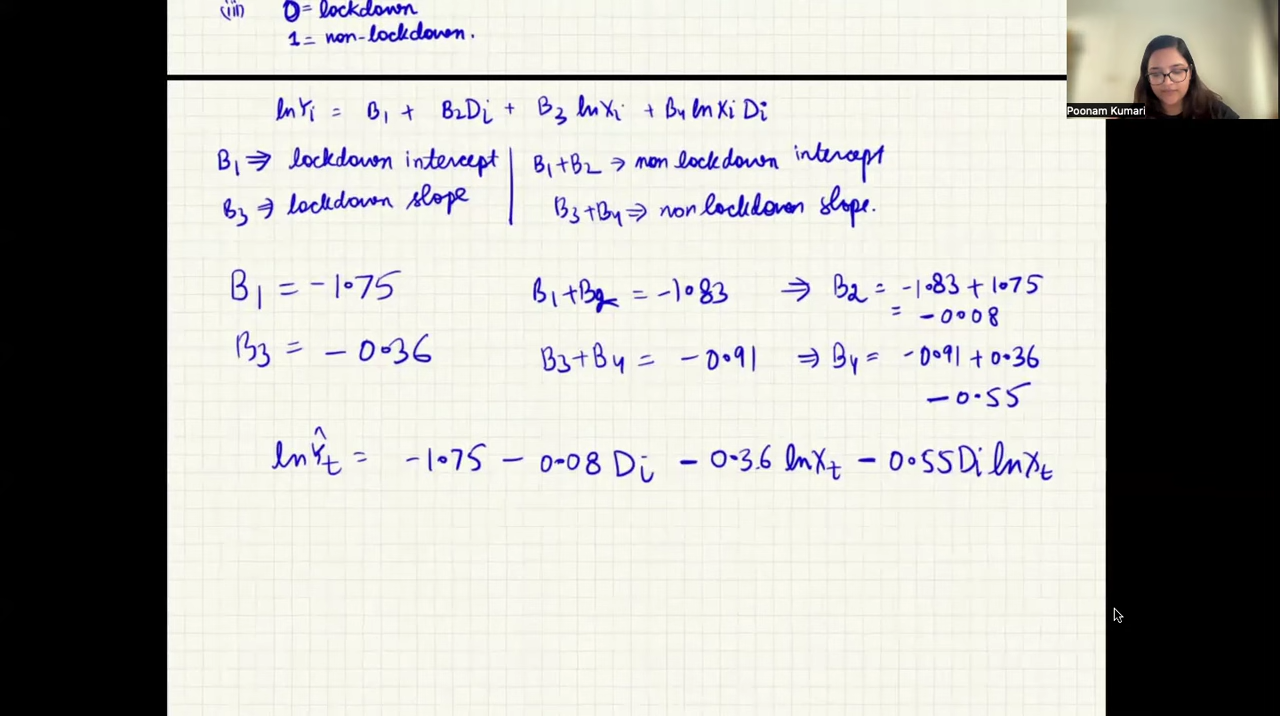 (iii) 0 = lockdown
1 = non-lockdown.
Poonam Kumari
lnYi = B1 + B2Di + B3 lnXi + B4 lnXi Di
B1 ⇒ lockdown intercept | B1+B2 → non lockdown intercept
B3 → lockdown slope | B3+B4 ⇒ non lockdown slope.
B1 = -1.75 B1+B2 = -1.83 ⇒ B2 = -1.83 + 1.75
= -0.08
B3 = -0.36 B3+B4 = -0.91 ⇒ B4 = -0.91 + 0.36
-0.55
lnŶt = -1.75 - 0.08 Di - 0.36 lnXt - 0.55 Di lnXt